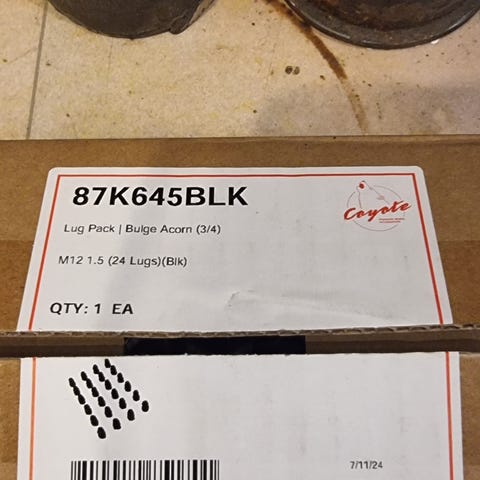 87K645BLK
Lug Pack | Bulge Acorn (3/4)
Coyote
M12 1.5 (24 Lugs)(Blk)
QTY: 1 EA
7/11/24